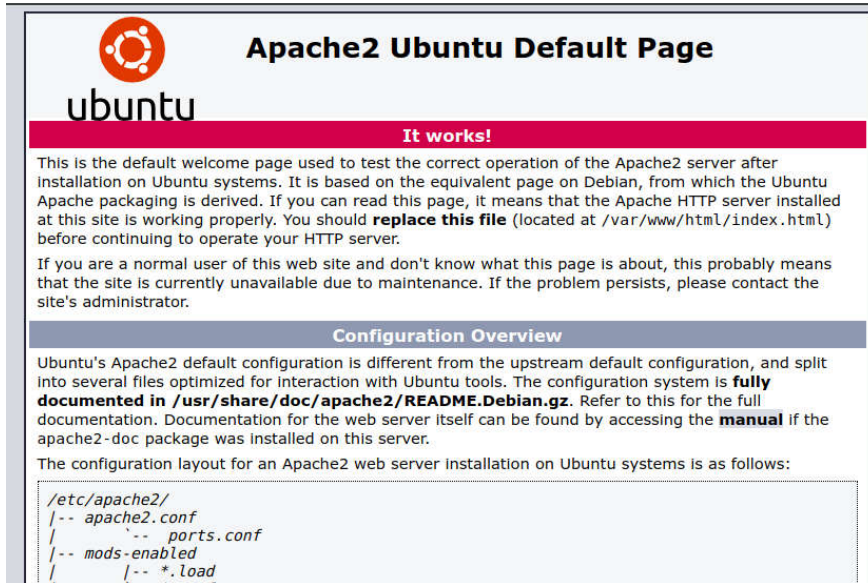 Apache2 Ubuntu Default Page
ubuntu
It works!
This is the default welcome page used to test the correct operation of the Apache2 server after
installation on Ubuntu systems. It is based on the equivalent page on Debian, from which the Ubuntu
Apache packaging is derived. If you can read this page, it means that the Apache HTTP server installed
at this site is working properly. You should replace this file (located at /var/www/html/index.html)
before continuing to operate your HTTP server.
If you are a normal user of this web site and don't know what this page is about, this probably means
that the site is currently unavailable due to maintenance. If the problem persists, please contact the
site's administrator.
Configuration Overview
Ubuntu's Apache2 default configuration is different from the upstream default configuration, and split
into several files optimized for interaction with Ubuntu tools. The configuration system is fully
documented in /usr/share/doc/apache2/README.Debian.gz. Refer to this for the full
documentation. Documentation for the web server itself can be found by accessing the manual if the
apache2-doc package was installed on this server.
The configuration layout for an Apache2 web server installation on Ubuntu systems is as follows:
/etc/apache2/
|-- apache2.conf
|       `--  ports.conf
|-- mods-enabled
|       |-- *.load